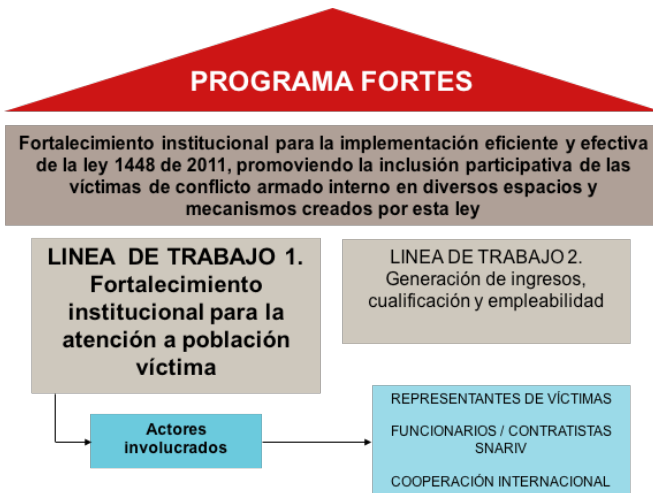 PROGRAMA FORTES
Fortalecimiento institucional para la implementación eficiente y efectiva
de la ley 1448 de 2011, promoviendo la inclusión participativa de las
víctimas de conflicto armado interno en diversos espacios y
mecanismos creados por esta ley
LINEA DE TRABAJO 1.
Fortalecimiento
institucional para la
atención a población
víctima
LINEA DE TRABAJO 2.
Generación de ingresos,
cualificación y empleabilidad
Actores
involucrados
REPRESENTANTES DE VÍCTIMAS
FUNCIONARIOS / CONTRATISTAS
SNARIV
COOPERACIÓN INTERNACIONAL